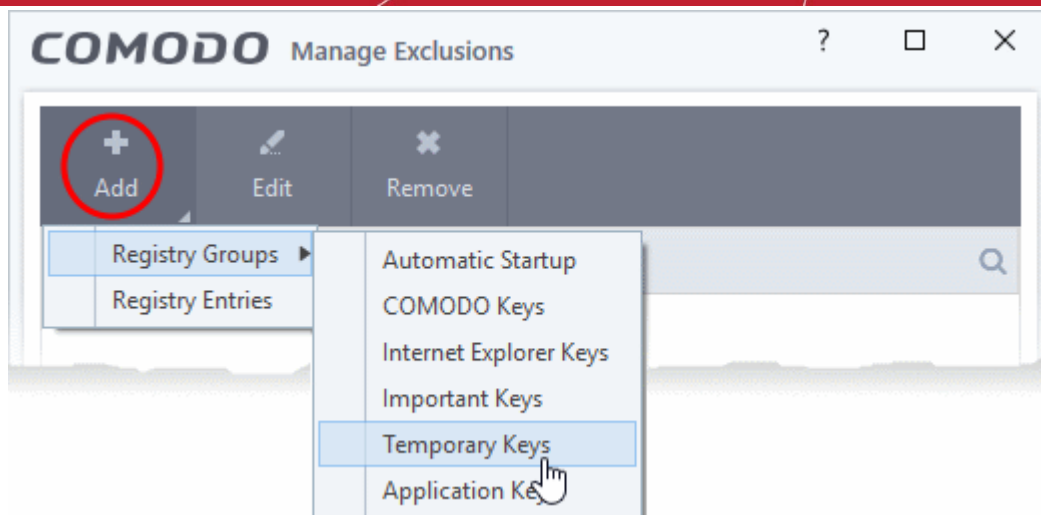 COMODO Manage Exclusions ?
Add Edit Remove
Registry Groups
Registry Entries
Automatic Startup
COMODO Keys
Internet Explorer Keys
Important Keys
Temporary Keys
Application